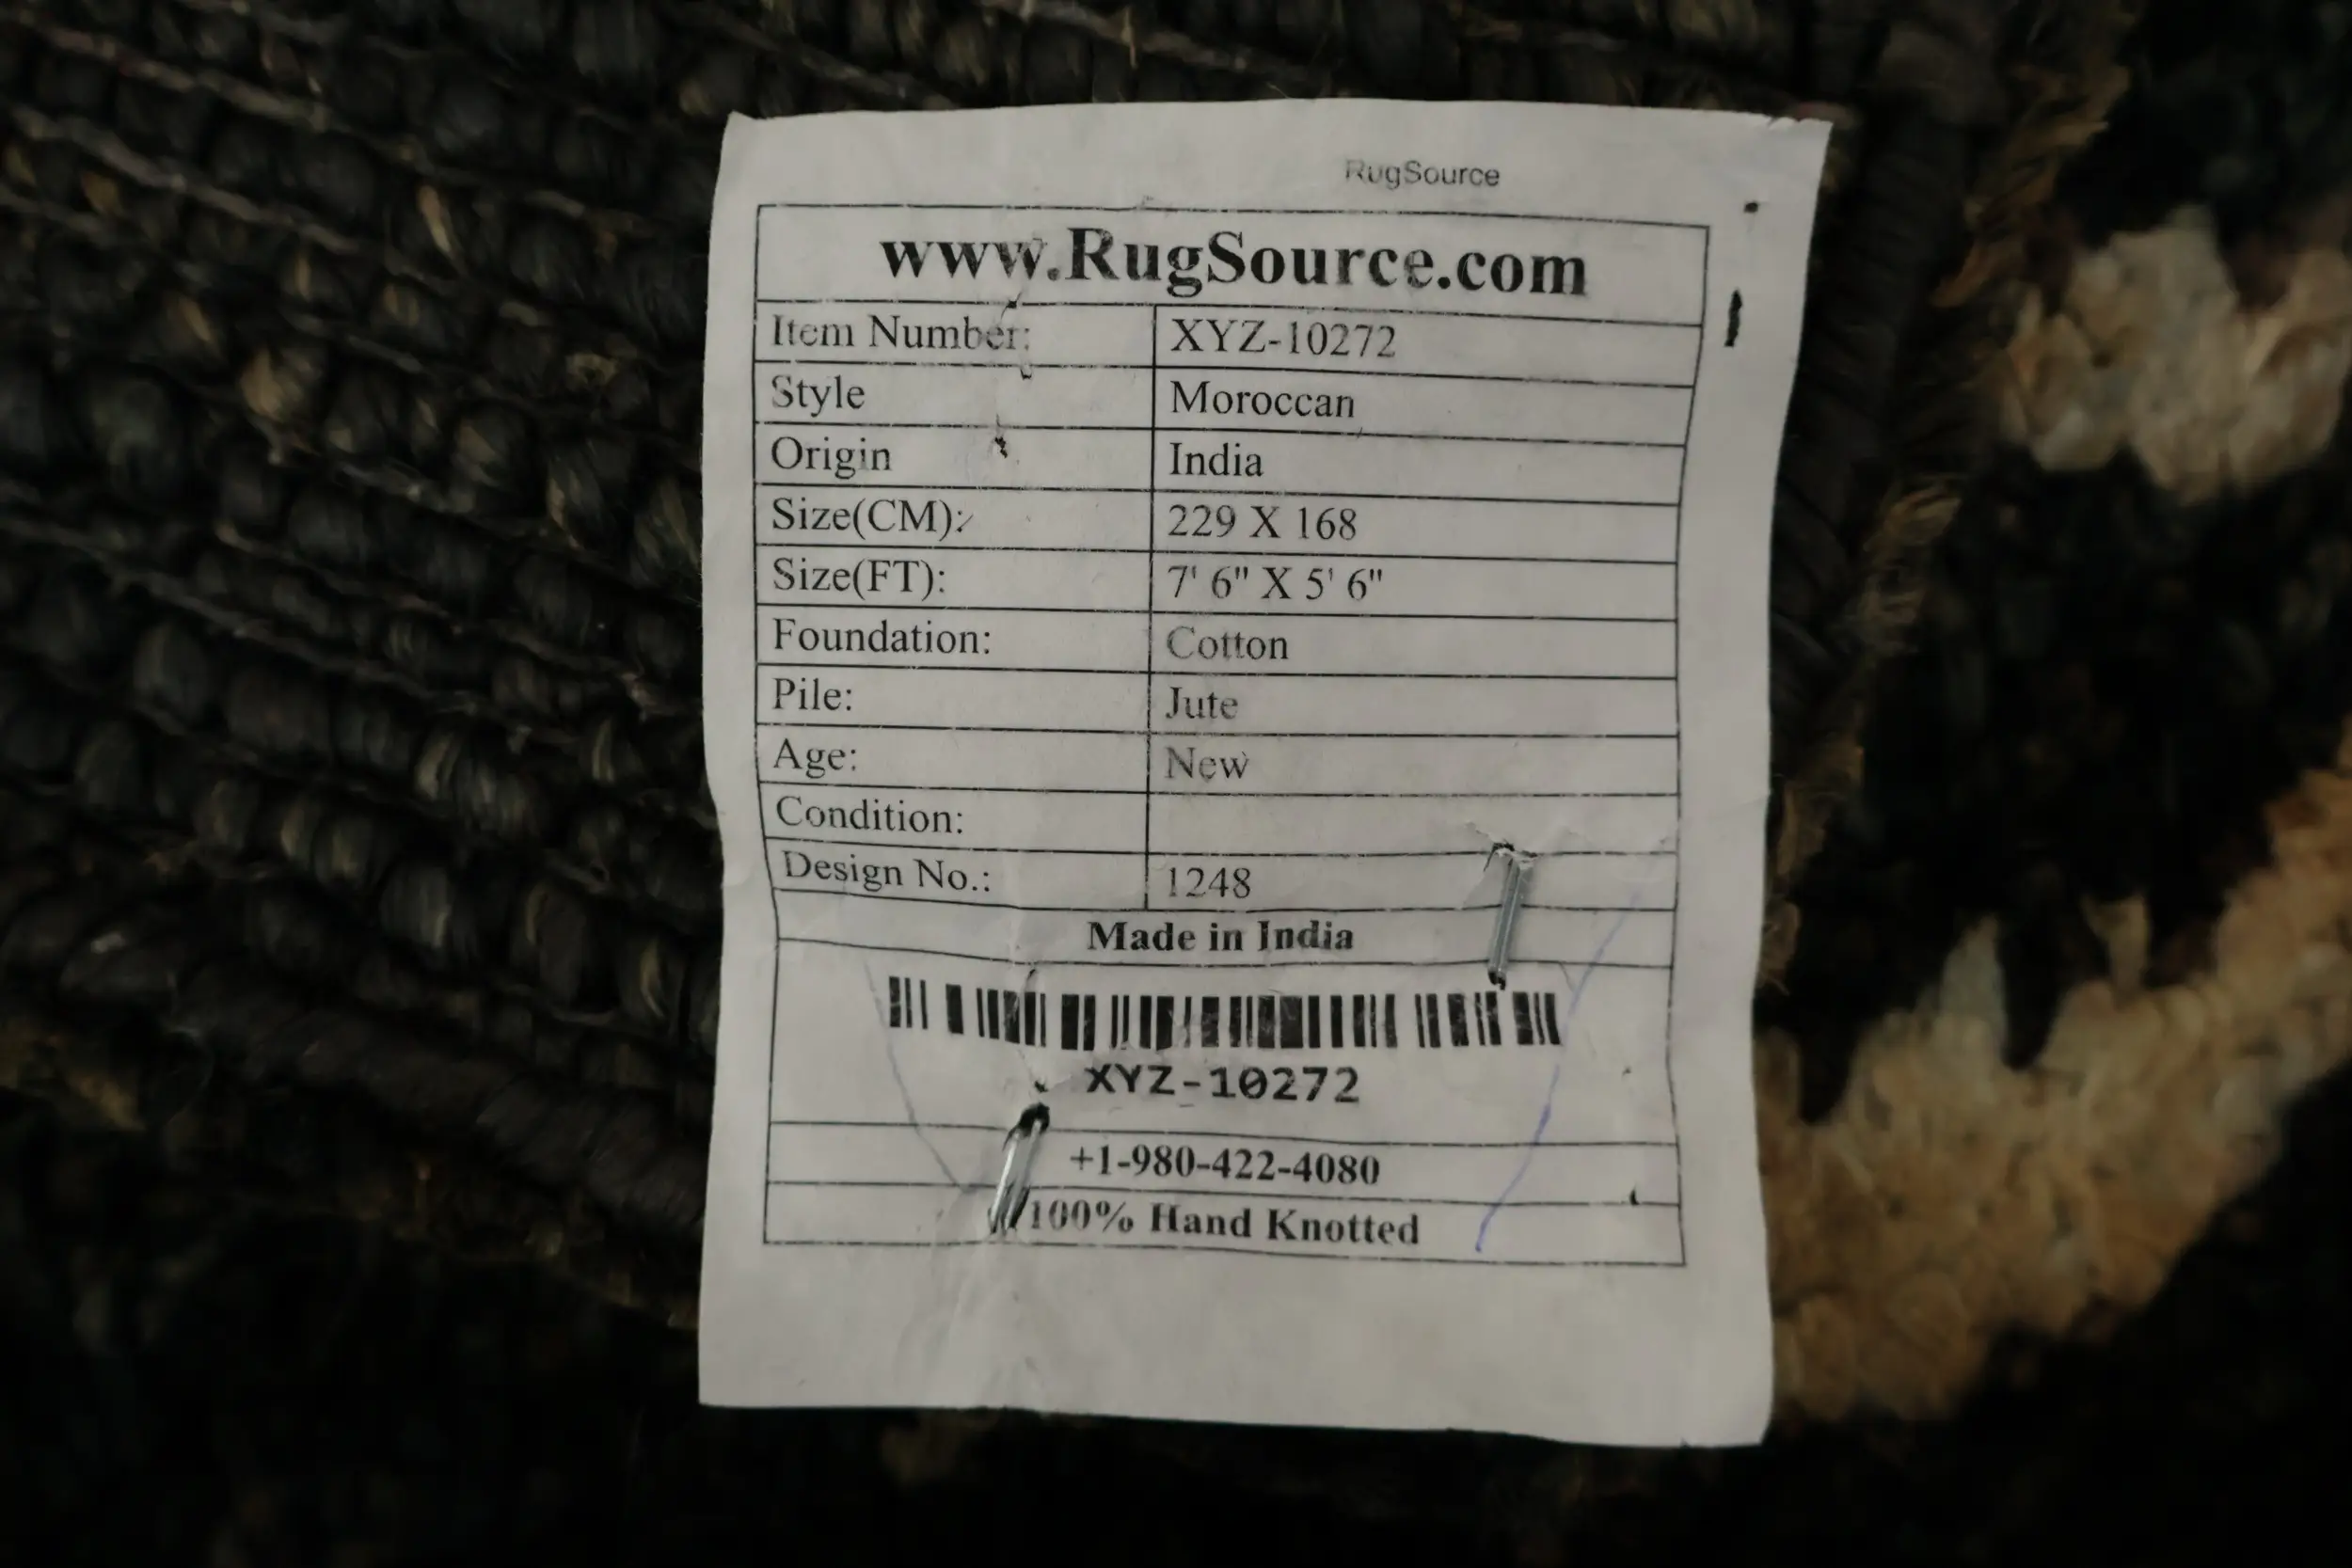 RugSource
www.RugSource.com
Item Number: XYZ-10272
Style Moroccan
Origin India
Size(CM): 229 X 168
Size(FT): 7' 6" X 5' 6"
Foundation: Cotton
Pile: Jute
Age: New
Condition:
Design No.: 1248
Made in India
XYZ-10272
+1-980-422-4080
100% Hand Knotted